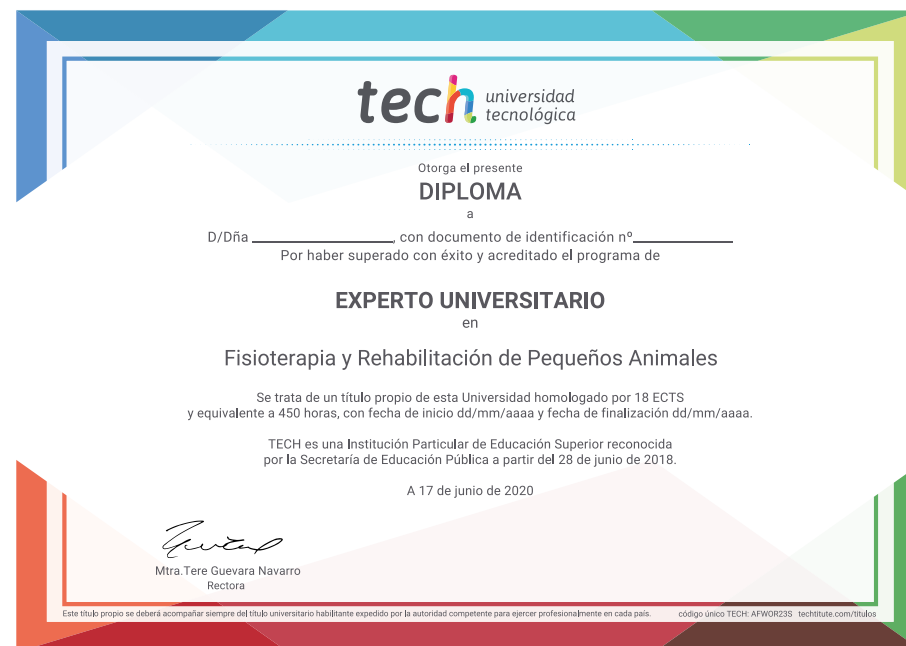 tech universidad
tecnológica
Otorga el presente
DIPLOMA
a
D/Dña ____________________, con documento de identificación nº______________
Por haber superado con éxito y acreditado el programa de
EXPERTO UNIVERSITARIO
en
Fisioterapia y Rehabilitación de Pequeños Animales
Se trata de un título propio de esta Universidad homologado por 18 ECTS
y equivalente a 450 horas, con fecha de inicio dd/mm/aaaa y fecha de finalización dd/mm/aaaa.
TECH es una Institución Particular de Educación Superior reconocida
por la Secretaría de Educación Pública a partir del 28 de junio de 2018.
A 17 de junio de 2020
Mtra.Tere Guevara Navarro
Rectora
Este título propio se deberá acompañar siempre del título universitario habilitante expedido por la autoridad competente para ejercer profesionalmente en cada país. código único TECH: AFWOR23S techtitute.com/titulos